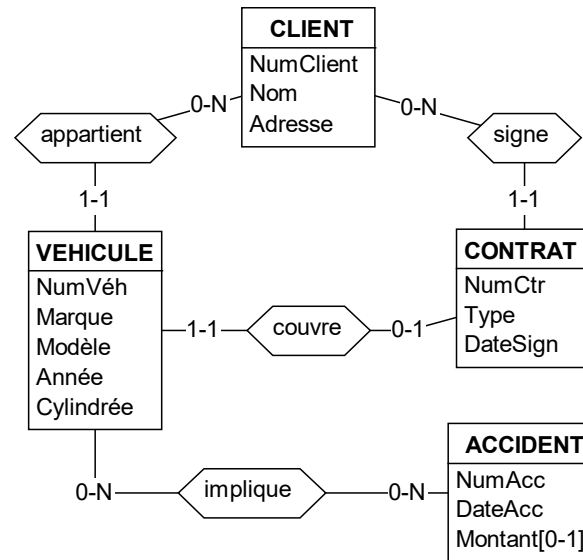 CLIENT
NumClient
Nom
Adresse
0-N
0-N
appartient
signe
1-1
1-1
VEHICULE
NumVéh
Marque
Modèle
Année
Cylindrée
CONTRAT
NumCtr
Type
DateSign
1-1
couvre
0-1
ACCIDENT
NumAcc
DateAcc
Montant[0-1]
0-N
implique
0-N